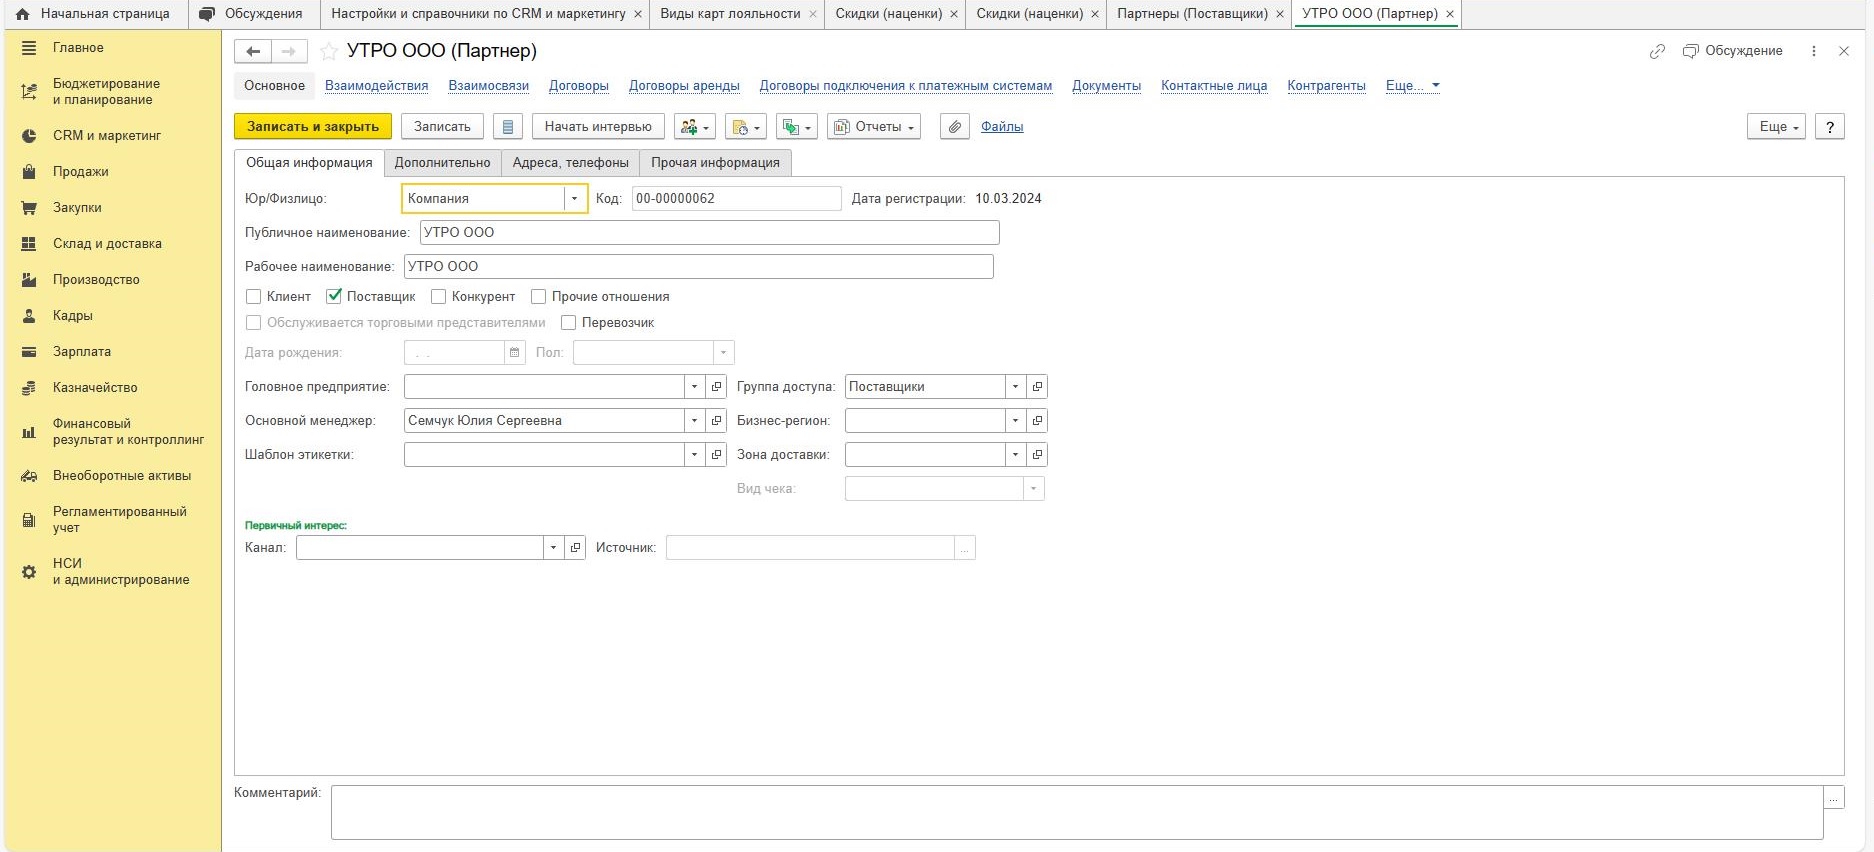 Начальная страница
Обсуждения
Настройки и справочники по CRM и маркетингу ×
Виды карт лояльности ×
Скидки (наценки) ×
Скидки (наценки) ×
Партнеры (Поставщики) ×
УТРО ООО (Партнер) ×
Главное
Бюджетирование
и планирование
CRM и маркетинг
Продажи
Закупки
Склад и доставка
Производство
Кадры
Зарплата
Казначейство
Финансовый
результат и контроллинг
Внеоборотные активы
Регламентированный
учет
НСИ
и администрирование
УТРО ООО (Партнер)
Обсуждение
Основное Взаимодействия Взаимосвязи Договоры Договоры аренды Договоры подключения к платежным системам Документы Контактные лица Контрагенты Еще...
Записать и закрыть Записать Начать интервью Отчеты Файлы Еще ?
Общая информация Дополнительно Адреса, телефоны Прочая информация
Юр/Физлицо: Компания Код: 00-00000062 Дата регистрации: 10.03.2024
Публичное наименование: УТРО ООО
Рабочее наименование: УТРО ООО
Клиент Поставщик Конкурент Прочие отношения
Обслуживается торговыми представителями Перевозчик
Дата рождения: . . Пол:
Головное предприятие: Группа доступа: Поставщики
Основной менеджер: Семчук Юлия Сергеевна Бизнес-регион:
Шаблон этикетки: Зона доставки:
Вид чека:
Первичный интерес:
Канал: Источник: ...
Комментарий: ...